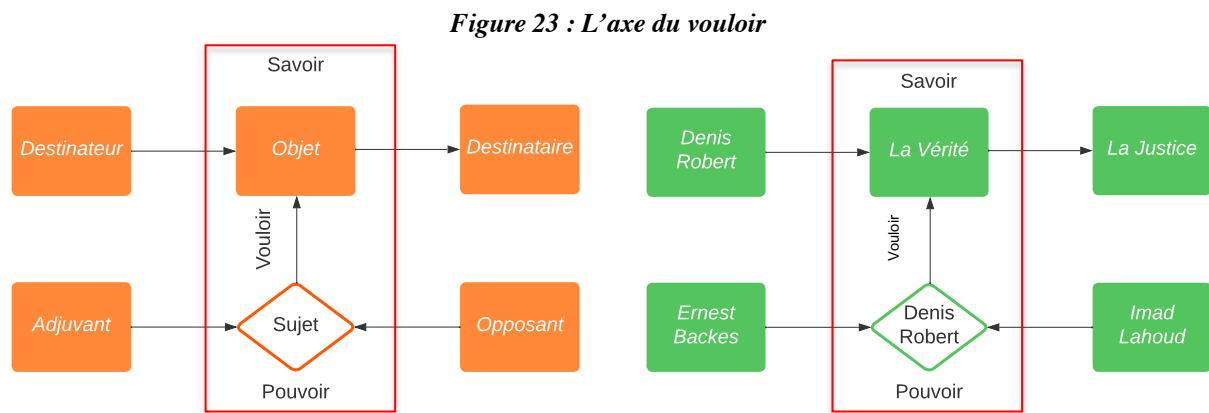 Figure 23 : L’axe du vouloir
Savoir
Destinateur
Objet
Destinataire
Vouloir
Adjuvant
Sujet
Opposant
Pouvoir
Savoir
Denis
Robert
La Vérité
La Justice
Vouloir
Ernest
Backes
Denis
Robert
Imad
Lahoud
Pouvoir